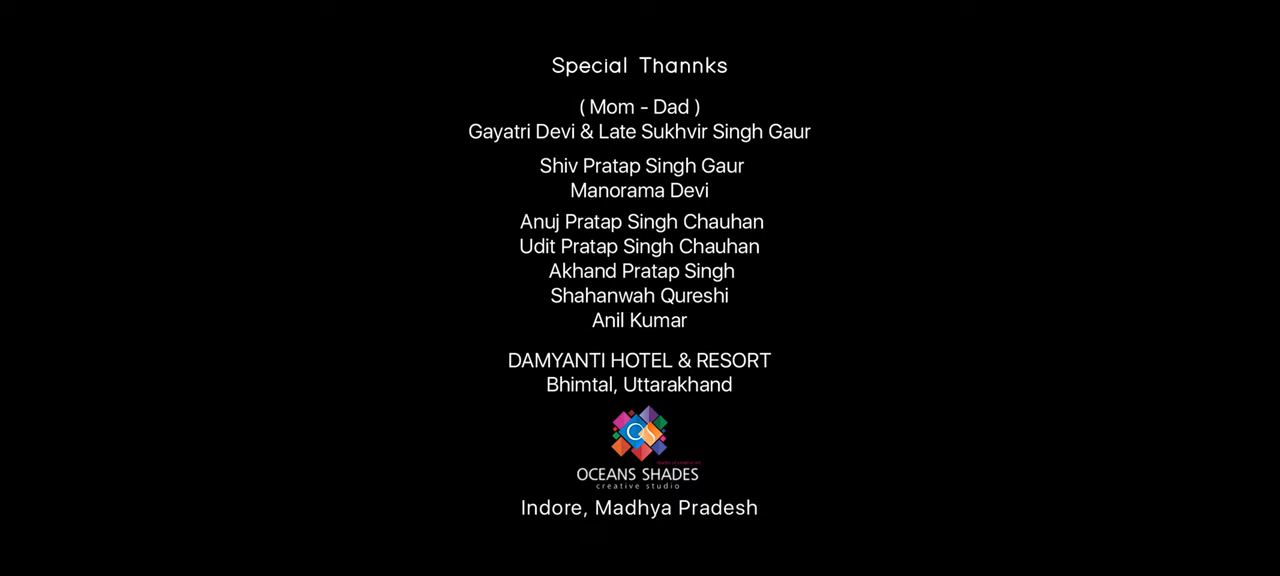 Special Thannks
( Mom - Dad )
Gayatri Devi & Late Sukhvir Singh Gaur
Shiv Pratap Singh Gaur
Manorama Devi
Anuj Pratap Singh Chauhan
Udit Pratap Singh Chauhan
Akhand Pratap Singh
Shahanwah Qureshi
Anil Kumar
DAMYANTI HOTEL & RESORT
Bhimtal, Uttarakhand
OS
OCEANS SHADES
creative studio
Indore, Madhya Pradesh